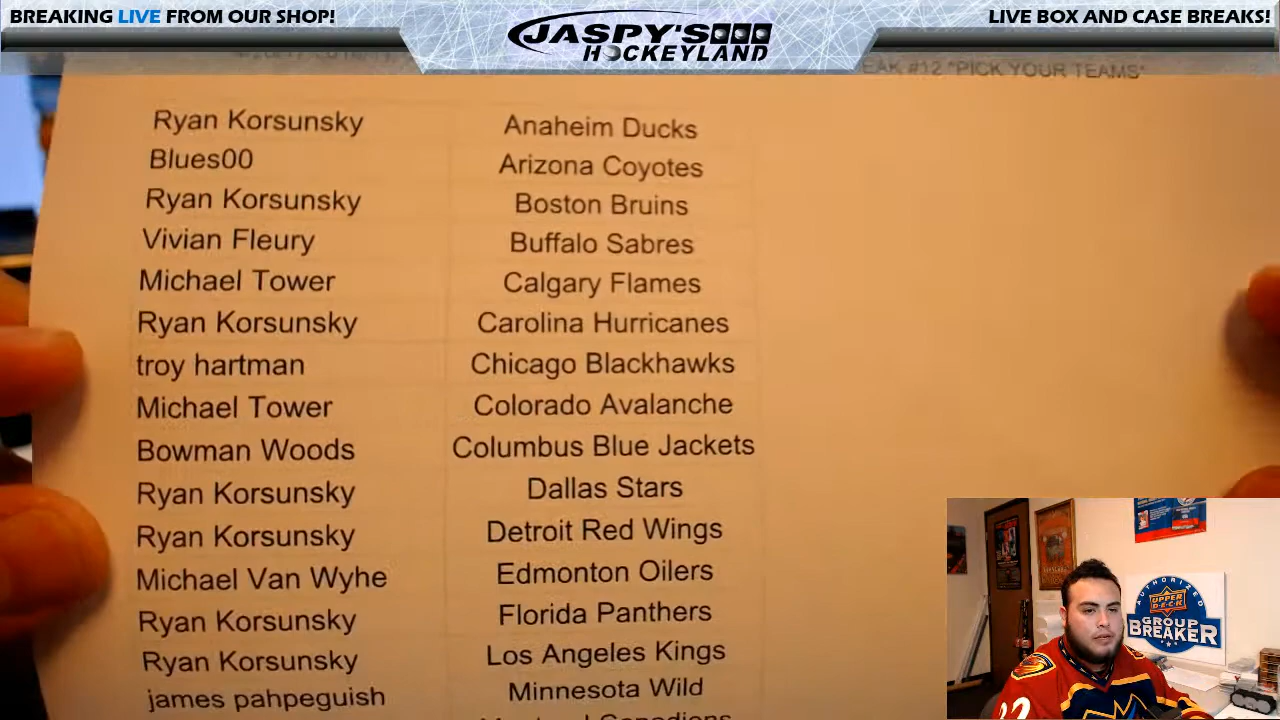 BREAKING LIVE FROM OUR SHOP!
JASPY'S HOCKEYLAND
LIVE BOX AND CASE BREAKS!
#12 "PICK YOUR TEAMS"
Ryan Korsunsky Anaheim Ducks
Blues00 Arizona Coyotes
Ryan Korsunsky Boston Bruins
Vivian Fleury Buffalo Sabres
Michael Tower Calgary Flames
Ryan Korsunsky Carolina Hurricanes
troy hartman Chicago Blackhawks
Michael Tower Colorado Avalanche
Bowman Woods Columbus Blue Jackets
Ryan Korsunsky Dallas Stars
Ryan Korsunsky Detroit Red Wings
Michael Van Wyhe Edmonton Oilers
Ryan Korsunsky Florida Panthers
Ryan Korsunsky Los Angeles Kings
james pahpeguish Minnesota Wild
AUTHORIZED
UPPER DECK
GROUP
BREAKER